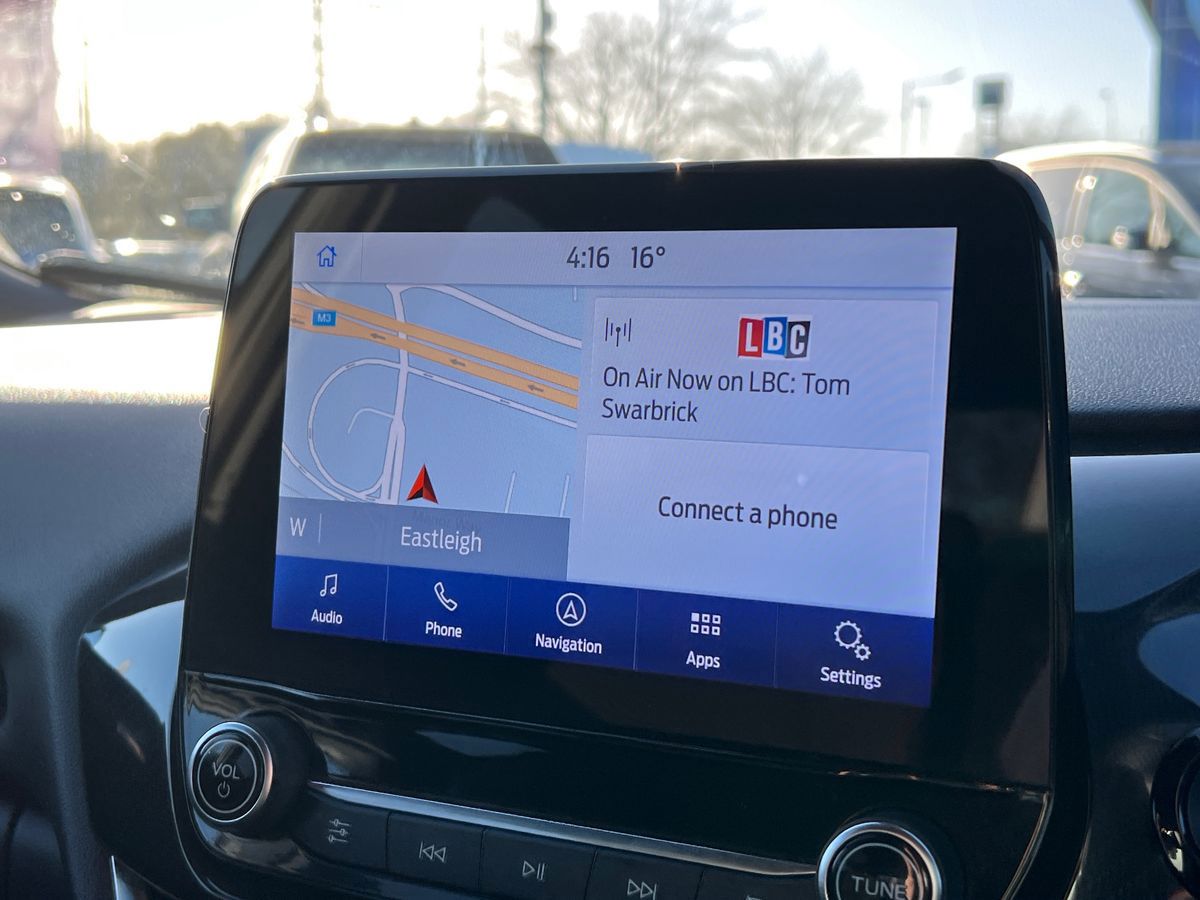 4:16 16°
M3
LBC
On Air Now on LBC: Tom
Swarbrick
Connect a phone
W
Eastleigh
Audio
Phone
Navigation
Apps
Settings
VOL
TUNE